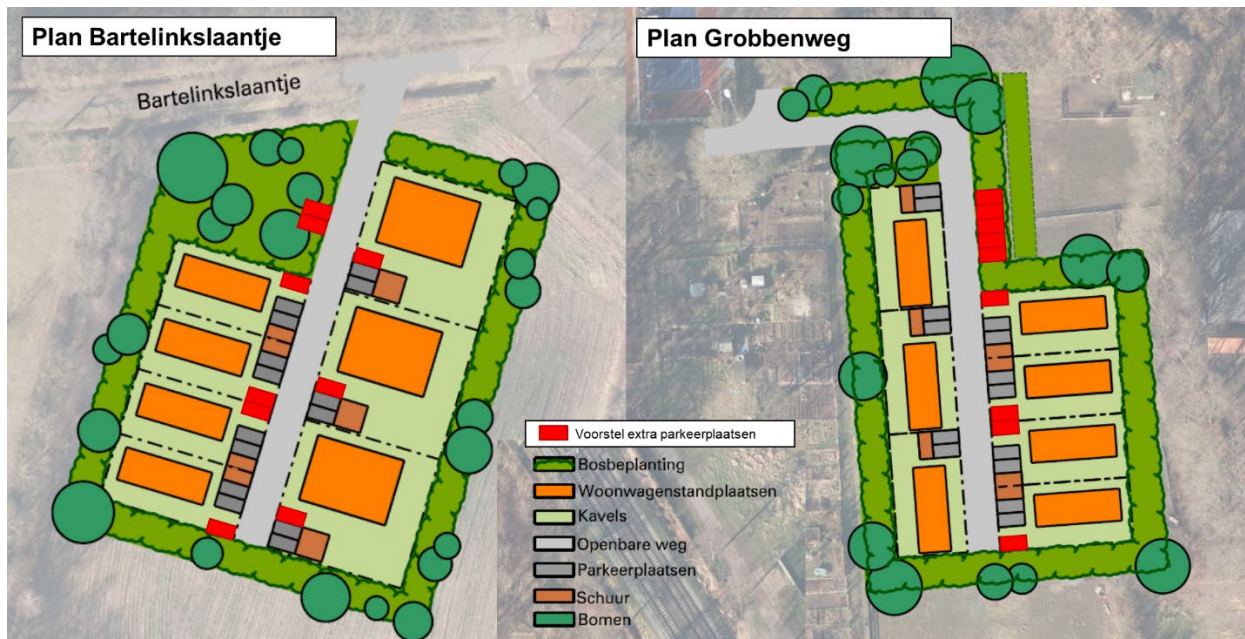 Plan Bartelinkslaantje
Plan Grobbenweg
Bartelinkslaantje
Voorstel extra parkeerplaatsen
Bosbeplanting
Woonwagenstandplaatsen
Kavels
Openbare weg
Parkeerplaatsen
Schuur
Bomen